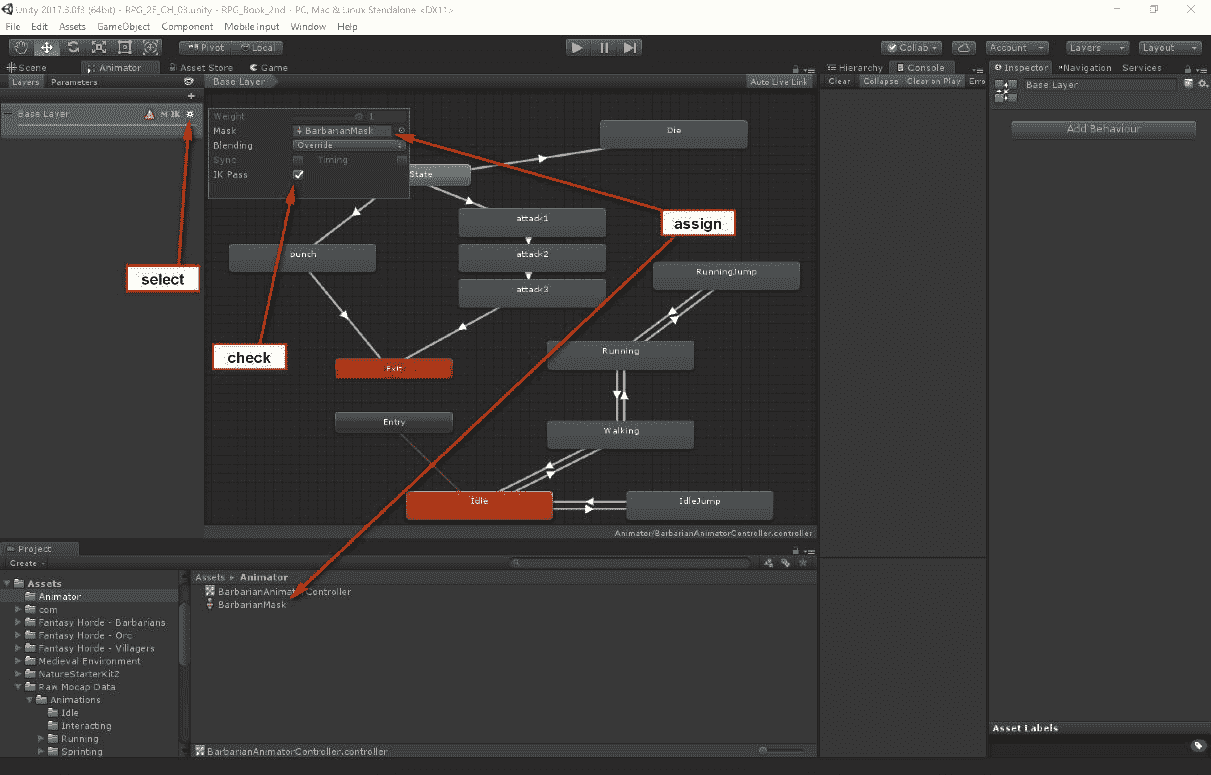 Unity 2017.3.0f3 (64bit) - RPG_2E_CH_03.unity - RPG_Book_2nd - PC, Mac & Linux Standalone <DX11>
File Edit Assets GameObject Component Mobile Input Window Help
Pivot Local Collab Account Layers Layout
Scene Animator Asset Store Game Hierarchy Console Inspector Navigation Services
Layers Parameters Base Layer Auto Live Link Clear Collapse Clear on Play Erro Base Layer
Base Layer M IK
Add Behaviour
Weight 1
Mask BarbarianMask
Blending Override
Sync Timing
IK Pass
State
Die
attack1
assign
punch
attack2
RunningJump
select
attack3
Running
check
Exit
Entry
Walking
Idle
IdleJump
Animator/BarbarianAnimatorController.controller
Project
Create
Assets
Animator
com
Fantasy Horde - Barbarians
Fantasy Horde - Orc
Fantasy Horde - Villagers
Medieval Environment
NatureStarterKit2
Raw Mocap Data
Animations
Idle
Interacting
Running
Sprinting
Assets Animator
BarbarianAnimatorController
BarbarianMask
BarbarianAnimatorController.controller
Asset Labels